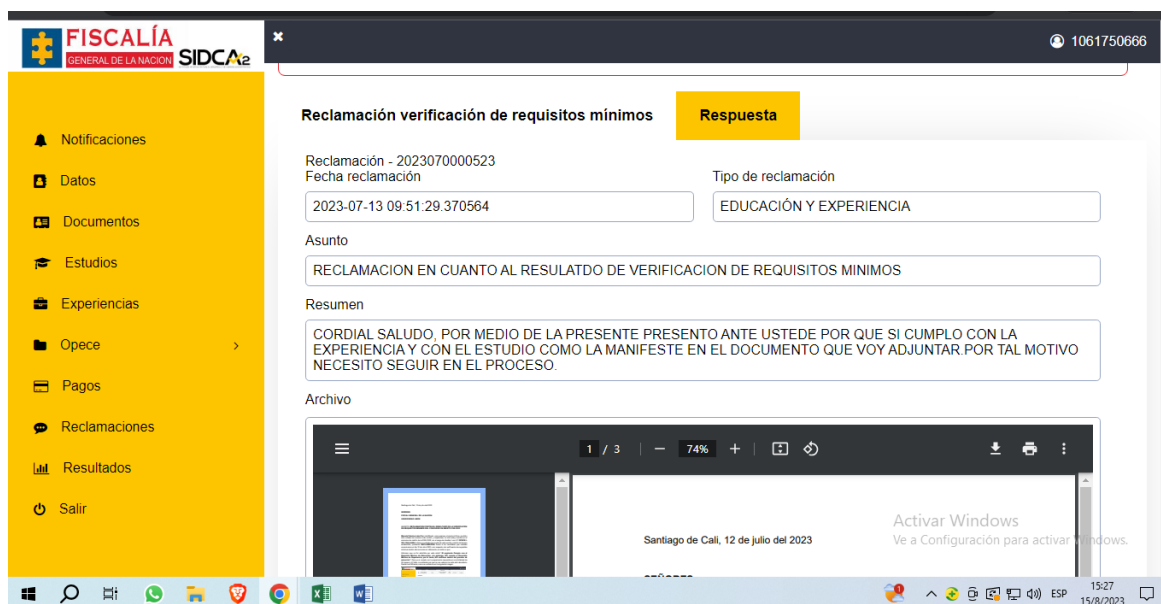 FISCALÍA
GENERAL DE LA NACION
SIDCA2
1061750666
Notificaciones
Datos
Documentos
Estudios
Experiencias
Opece
Pagos
Reclamaciones
Resultados
Salir
Reclamación verificación de requisitos mínimos
Respuesta
Reclamación - 2023070000523
Fecha reclamación
Tipo de reclamación
2023-07-13 09:51:29.370564
EDUCACIÓN Y EXPERIENCIA
Asunto
RECLAMACION EN CUANTO AL RESULATDO DE VERIFICACION DE REQUISITOS MINIMOS
Resumen
CORDIAL SALUDO, POR MEDIO DE LA PRESENTE PRESENTO ANTE USTEDE POR QUE SI CUMPLO CON LA
EXPERIENCIA Y CON EL ESTUDIO COMO LA MANIFESTE EN EL DOCUMENTO QUE VOY ADJUNTAR.POR TAL MOTIVO
NECESITO SEGUIR EN EL PROCESO.
Archivo
1 / 3
74%
Santiago de Cali, 12 de julio del 2023
Activar Windows
Ve a Configuración para activar Windows.
ESP
15:27
15/8/2023